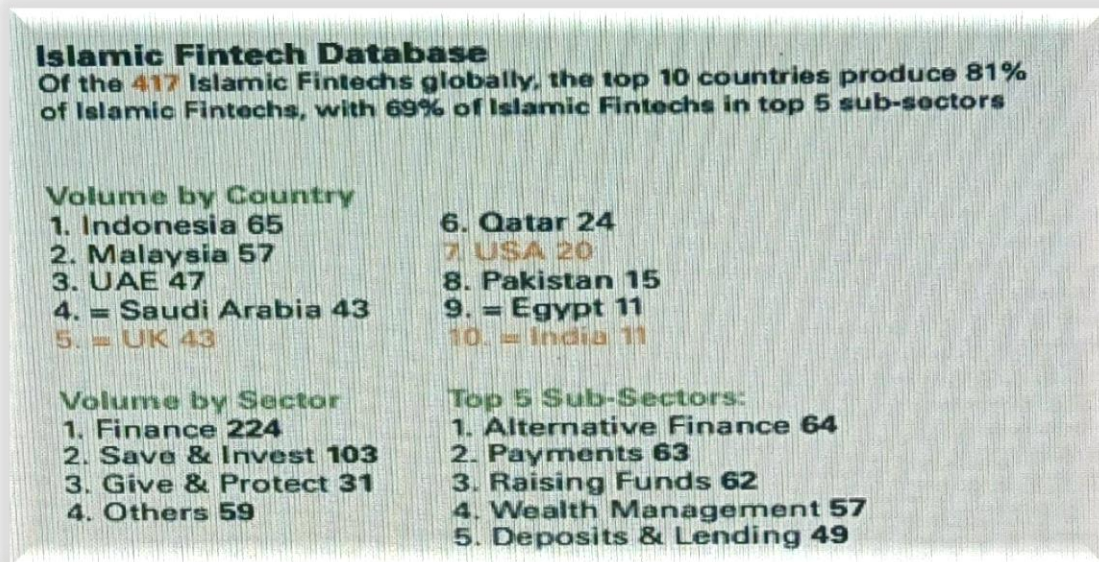 Islamic Fintech Database
Of the 417 Islamic Fintechs globally, the top 10 countries produce 81%
of Islamic Fintechs, with 69% of Islamic Fintechs in top 5 sub-sectors
Volume by Country
1. Indonesia 65
2. Malaysia 57
3. UAE 47
4. = Saudi Arabia 43
5. = UK 43
6. Qatar 24
7. USA 20
8. Pakistan 15
9. = Egypt 11
10. = India 11
Volume by Sector
1. Finance 224
2. Save & Invest 103
3. Give & Protect 31
4. Others 59
Top 5 Sub-Sectors:
1. Alternative Finance 64
2. Payments 63
3. Raising Funds 62
4. Wealth Management 57
5. Deposits & Lending 49